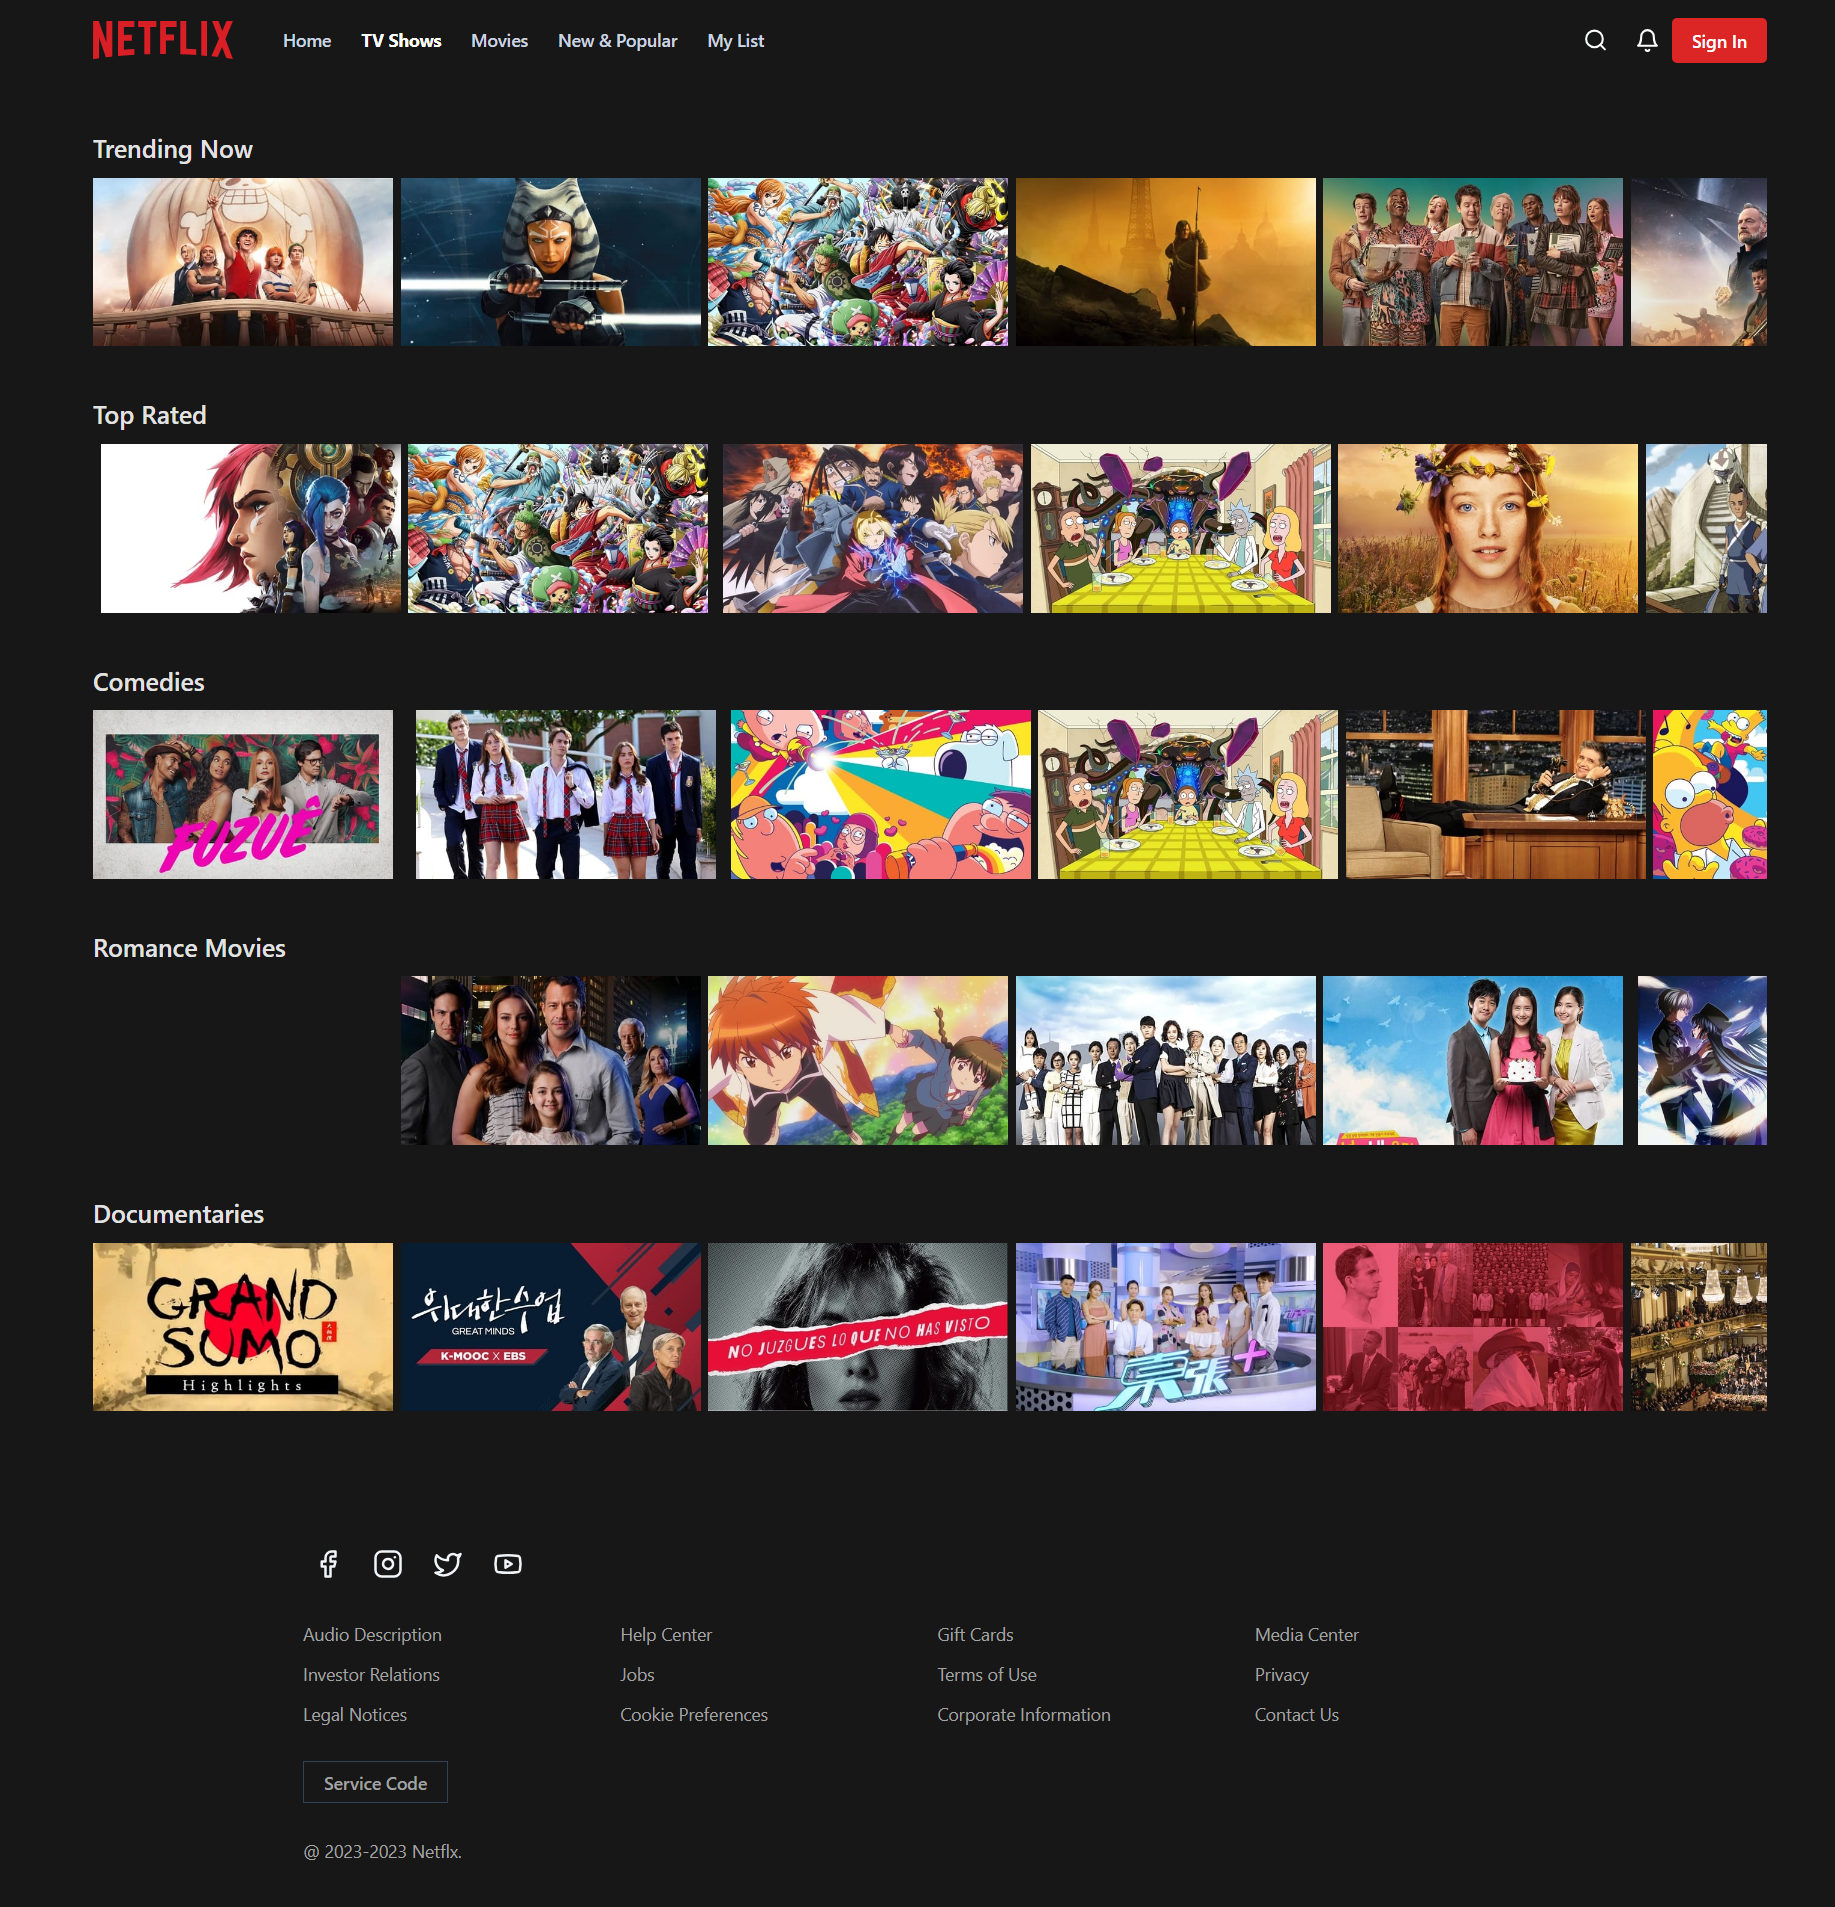 NETFLIX
Home TV Shows Movies New & Popular My List Sign In
Trending Now
Top Rated
Comedies
FUZUÊ
Romance Movies
Documentaries
GRAND
SUMO
Highlights
위대한수업
GREAT MINDS
K-MOOC X EBS
NO JUZGUES LO QUE NO HAS VISTO
Audio Description Help Center Gift Cards Media Center
Investor Relations Jobs Terms of Use Privacy
Legal Notices Cookie Preferences Corporate Information Contact Us
Service Code
@ 2023-2023 Netflx.